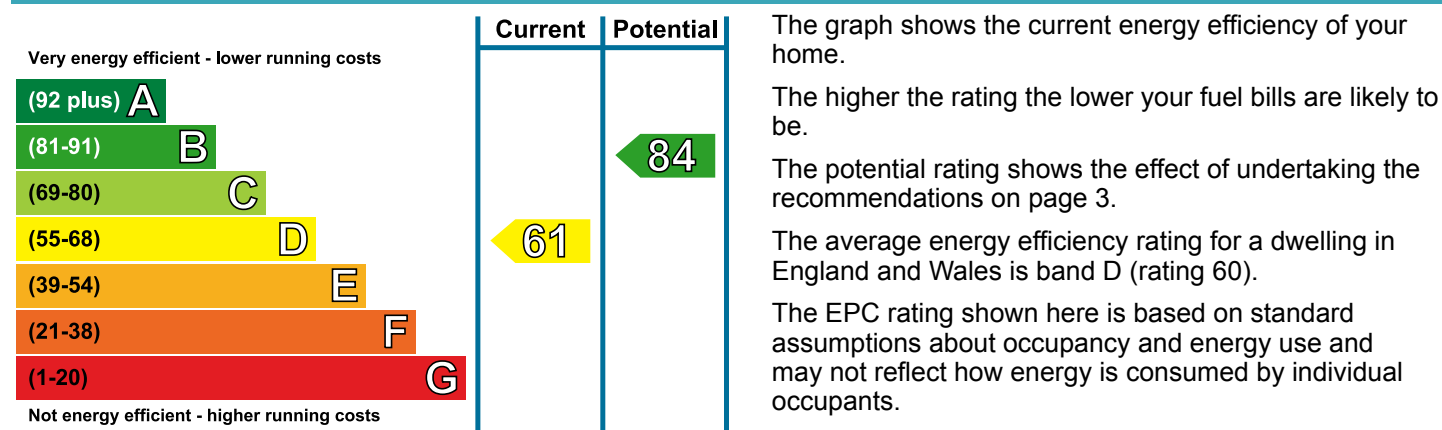 Current Potential
Very energy efficient - lower running costs
(92 plus) A
(81-91) B
84
(69-80) C
(55-68) D
61
(39-54) E
(21-38) F
(1-20) G
Not energy efficient - higher running costs
The graph shows the current energy efficiency of your
home.
The higher the rating the lower your fuel bills are likely to
be.
The potential rating shows the effect of undertaking the
recommendations on page 3.
The average energy efficiency rating for a dwelling in
England and Wales is band D (rating 60).
The EPC rating shown here is based on standard
assumptions about occupancy and energy use and
may not reflect how energy is consumed by individual
occupants.